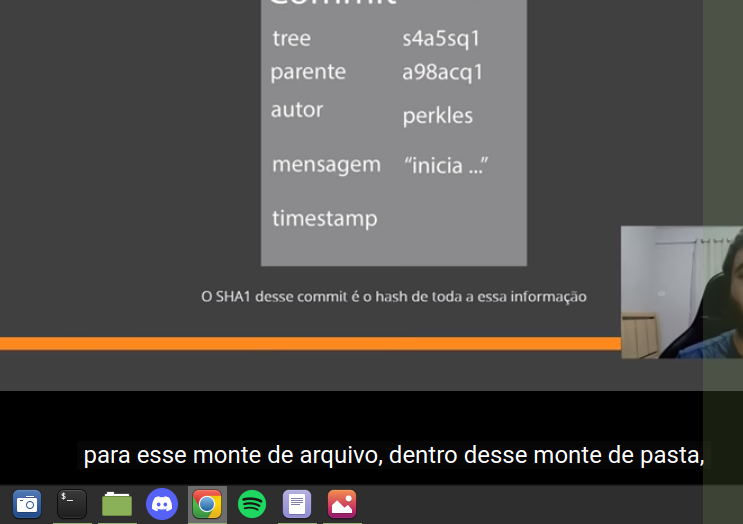 Commit
tree s4a5sq1
parente a98acq1
autor perkles
mensagem “inicia ...”
timestamp
O SHA1 desse commit é o hash de toda a essa informação
para esse monte de arquivo, dentro desse monte de pasta,
$_